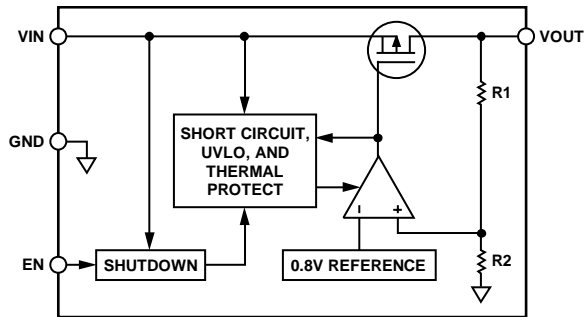 VIN
VOUT
R1
GND
SHORT CIRCUIT,
UVLO, AND
THERMAL
PROTECT
– +
EN
SHUTDOWN
0.8V REFERENCE
R2